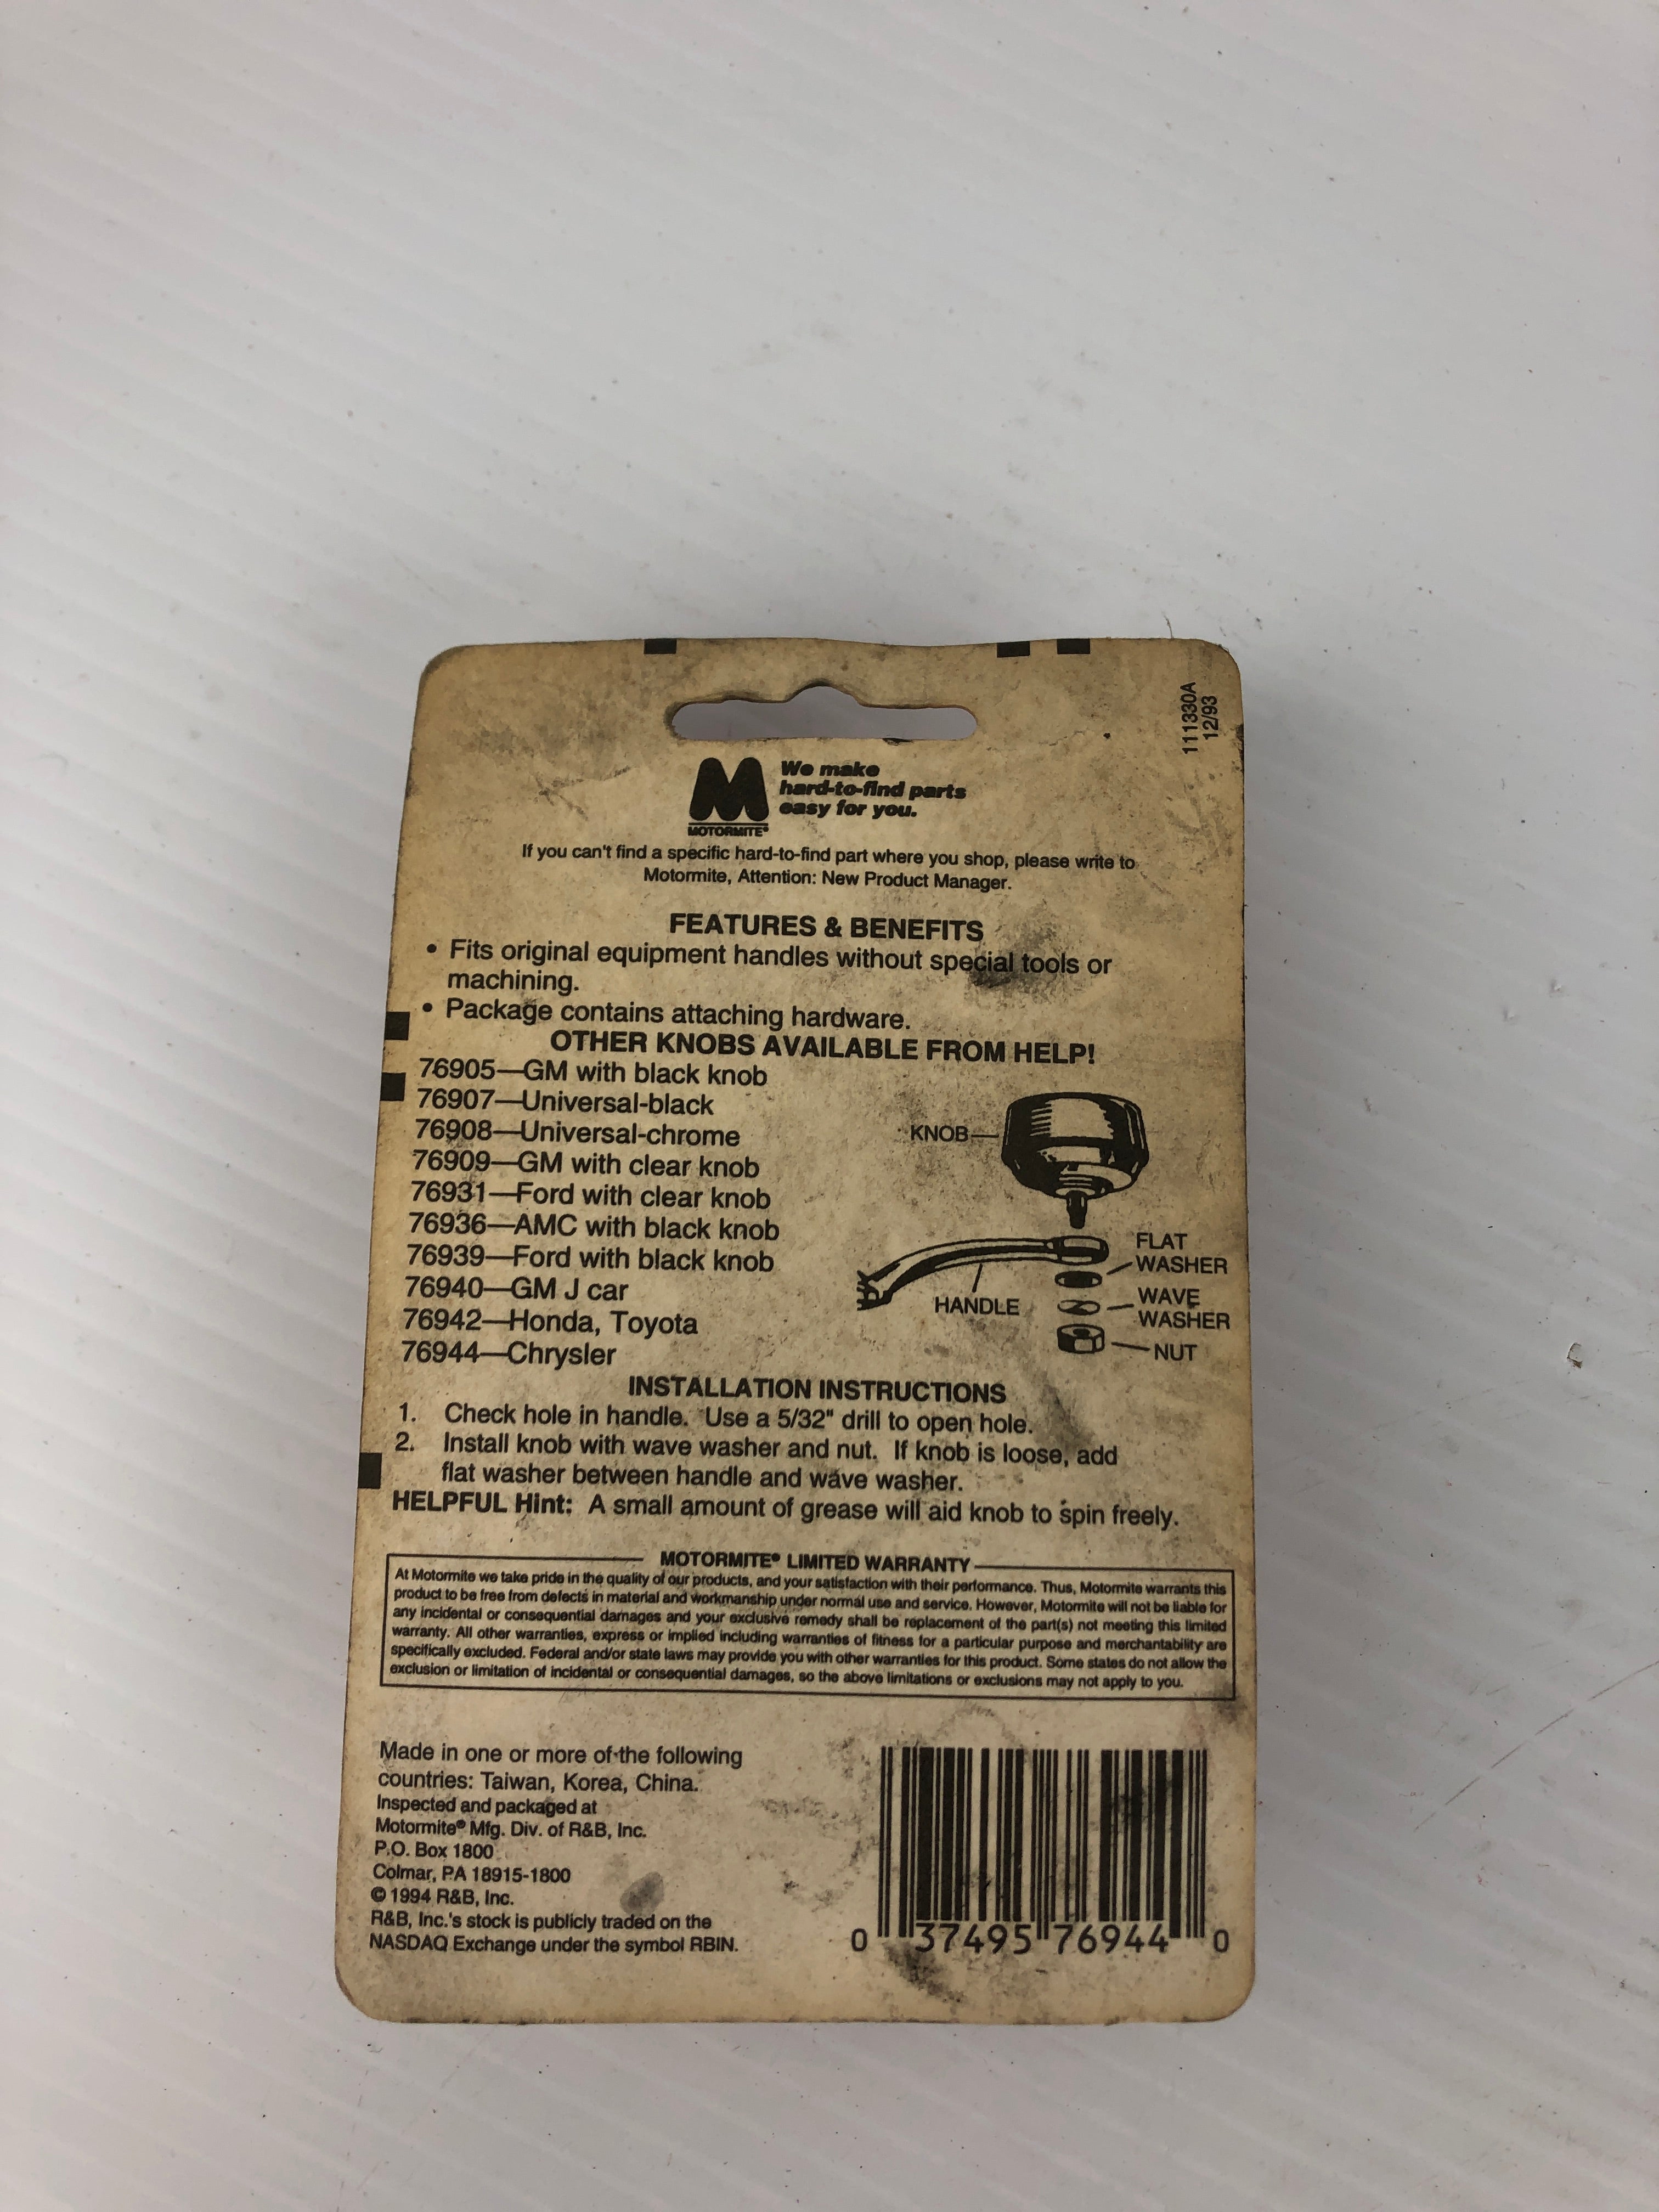 111330A
12/93
We make
hard-to-find parts
easy for you.
MOTORMITE®
If you can't find a specific hard-to-find part where you shop, please write to
Motormite, Attention: New Product Manager.
FEATURES & BENEFITS
• Fits original equipment handles without special tools or
machining.
• Package contains attaching hardware.
OTHER KNOBS AVAILABLE FROM HELP!
76905—GM with black knob
76907—Universal-black
76908—Universal-chrome
76909—GM with clear knob
76931—Ford with clear knob
76936—AMC with black knob
76939—Ford with black knob
76940—GM J car
76942—Honda, Toyota
76944—Chrysler
KNOB
FLAT
WASHER
HANDLE
WAVE
WASHER
NUT
INSTALLATION INSTRUCTIONS
1. Check hole in handle. Use a 5/32" drill to open hole.
2. Install knob with wave washer and nut. If knob is loose, add
flat washer between handle and wave washer.
HELPFUL Hint: A small amount of grease will aid knob to spin freely.
MOTORMITE® LIMITED WARRANTY
At Motormite we take pride in the quality of our products, and your satisfaction with their performance. Thus, Motormite warrants this
product to be free from defects in material and workmanship under normal use and service. However, Motormite will not be liable for
any incidental or consequential damages and your exclusive remedy shall be replacement of the part(s) not meeting this limited
warranty. All other warranties, express or implied including warranties of fitness for a particular purpose and merchantability are
specifically excluded. Federal and/or state laws may provide you with other warranties for this product. Some states do not allow the
exclusion or limitation of incidental or consequential damages, so the above limitations or exclusions may not apply to you.
Made in one or more of the following
countries: Taiwan, Korea, China.
Inspected and packaged at
Motormite® Mfg. Div. of R&B, Inc.
P.O. Box 1800
Colmar, PA 18915-1800
© 1994 R&B, Inc.
R&B, Inc.'s stock is publicly traded on the
NASDAQ Exchange under the symbol RBIN.
0 37495 76944 0